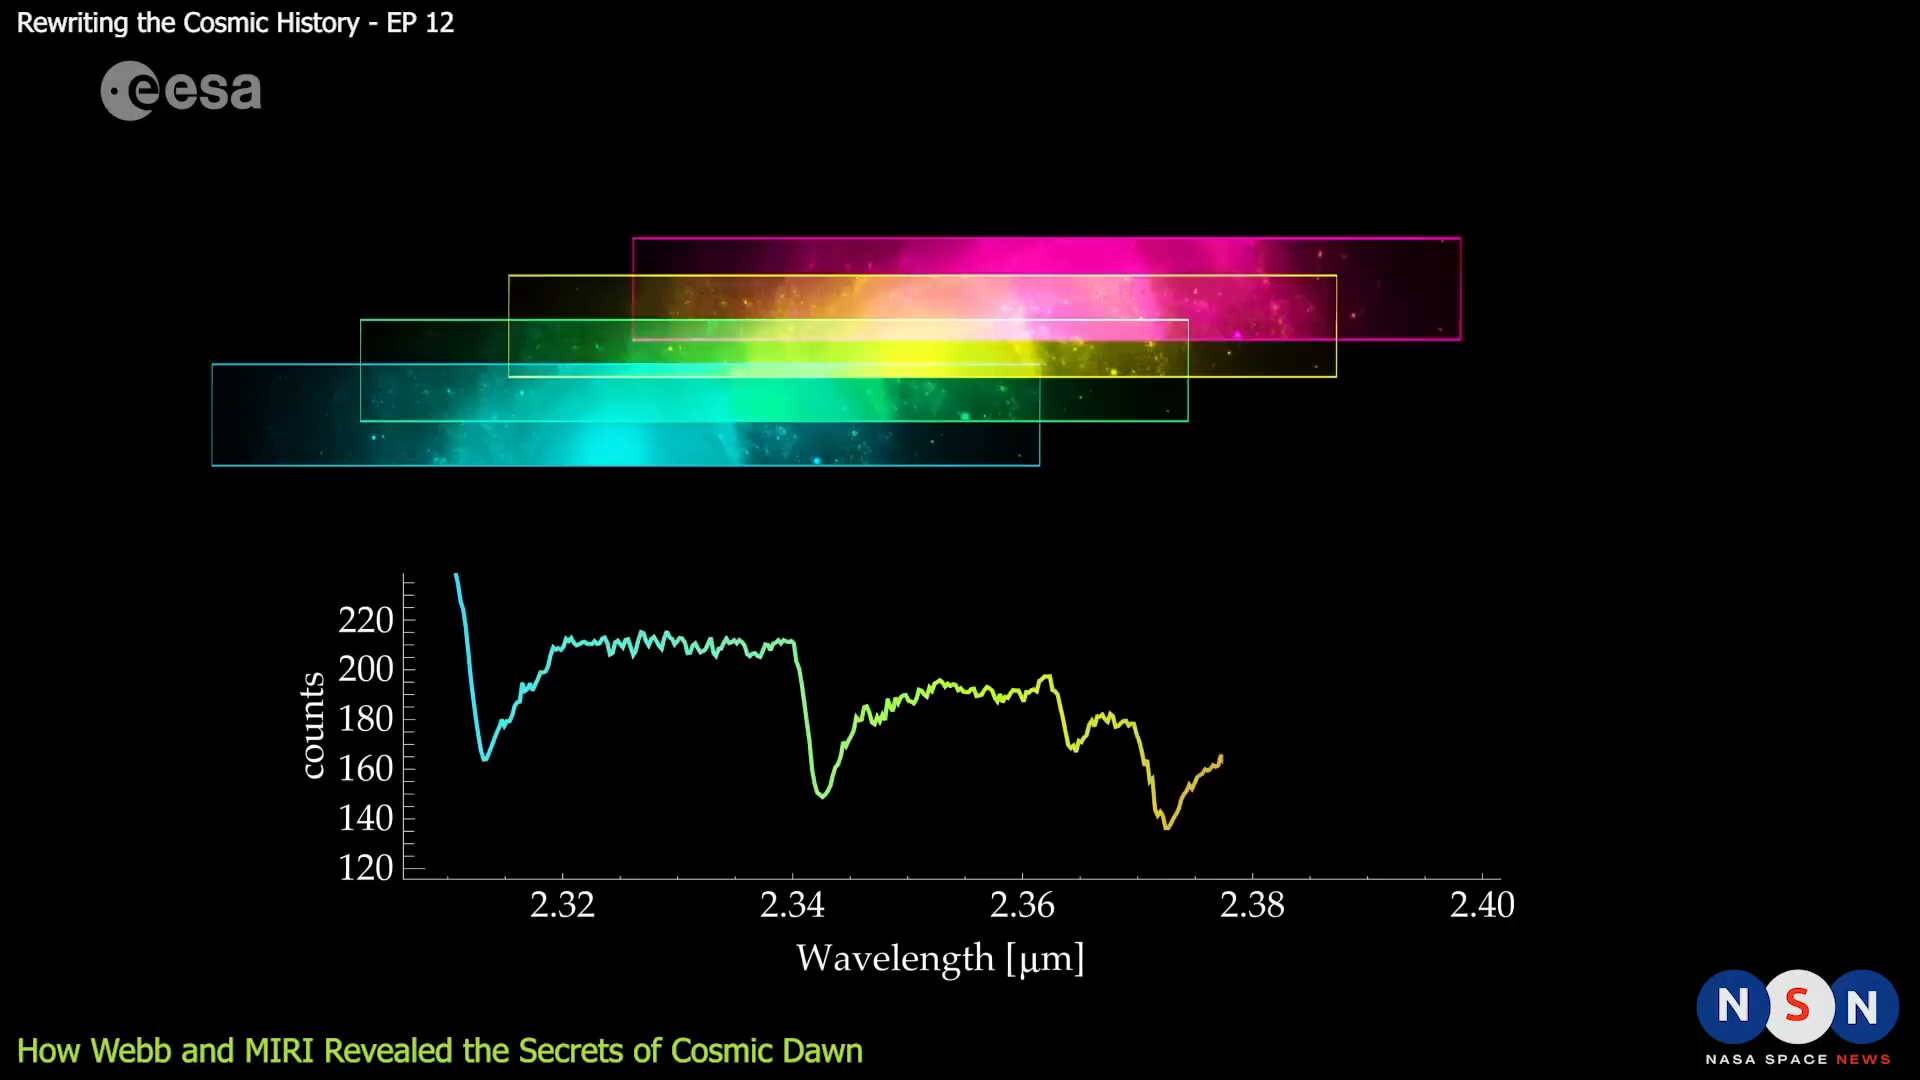 Rewriting the Cosmic History - EP 12
eesa
220
200
180
160
140
120
counts
2.32 2.34 2.36 2.38 2.40
Wavelength [μm]
NSN
NASA SPACE NEWS
How Webb and MIRI Revealed the Secrets of Cosmic Dawn